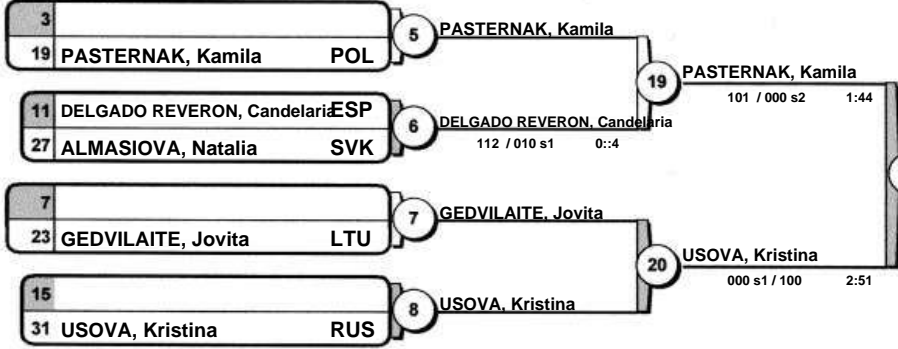 3
19 PASTERNAK, Kamila POL
5 PASTERNAK, Kamila
11 DELGADO REVERON, Candelaria ESP
27 ALMASIOVA, Natalia SVK
6 DELGADO REVERON, Candelaria
112 / 010 s1 0::4
19 PASTERNAK, Kamila
101 / 000 s2 1:44
7
23 GEDVILAITE, Jovita LTU
7 GEDVILAITE, Jovita
15
31 USOVA, Kristina RUS
8 USOVA, Kristina
20 USOVA, Kristina
000 s1 / 100 2:51